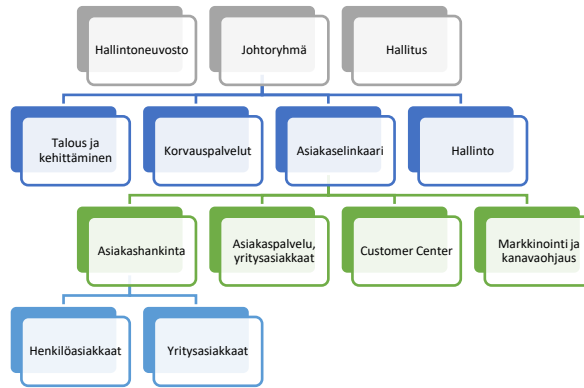 Hallintoneuvosto
Johtoryhmä
Hallitus
Talous ja
kehittäminen
Korvauspalvelut
Asiakaselinkaari
Hallinto
Asiakashankinta
Asiakaspalvelu,
yritysasiakkaat
Customer Center
Markkinointi ja
kanavaohjaus
Henkilöasiakkaat
Yritysasiakkaat